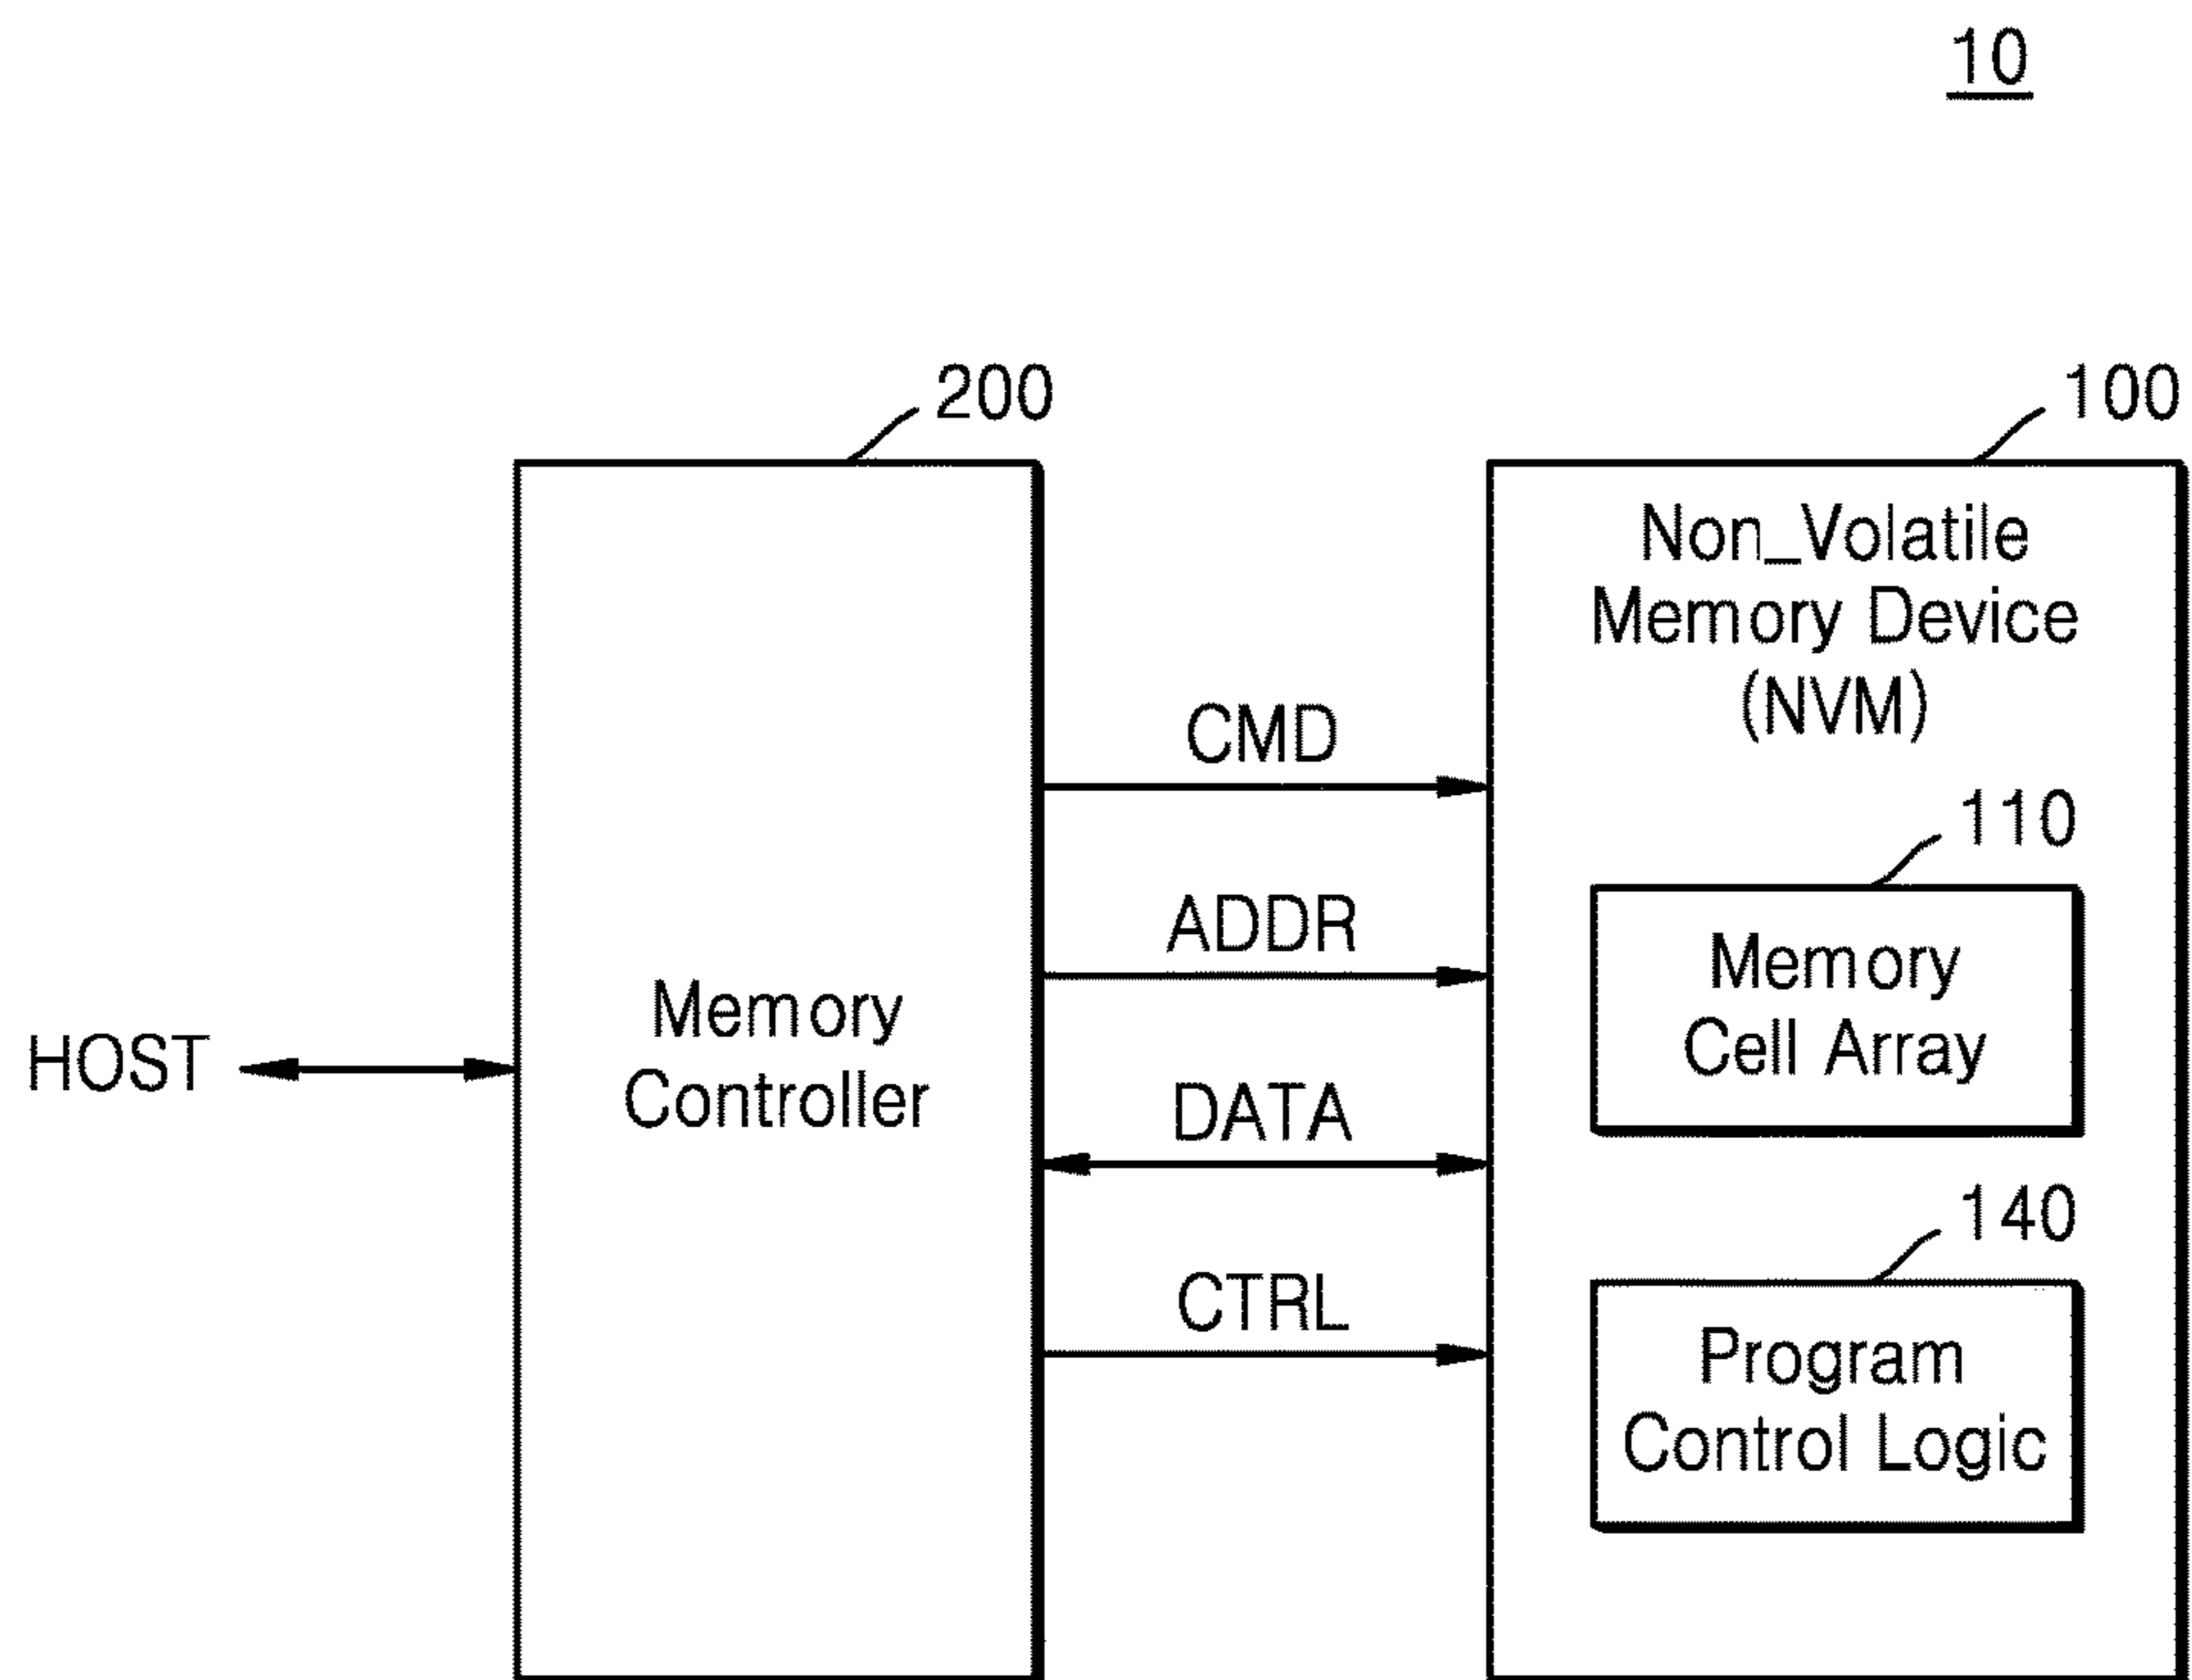 10
200
100
Non_Volatile
Memory Device
(NVM)
CMD
110
ADDR
Memory
Cell Array
HOST
Memory
Controller
DATA
140
CTRL
Program
Control Logic